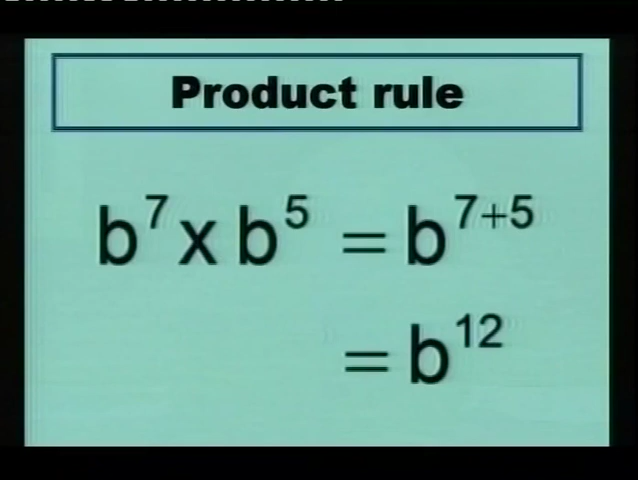 Product rule
b⁷ x b⁵ = b⁷⁺⁵
= b¹²